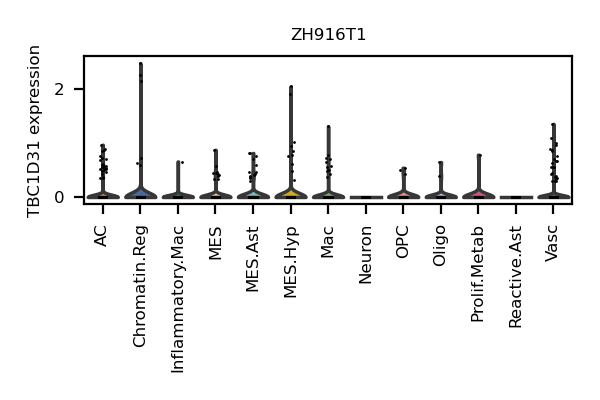 ZH916T1
TBC1D31 expression
2
0
AC
Chromatin.Reg
Inflammatory.Mac
MES
MES.Ast
MES.Hyp
Mac
Neuron
OPC
Oligo
Prolif.Metab
Reactive.Ast
Vasc